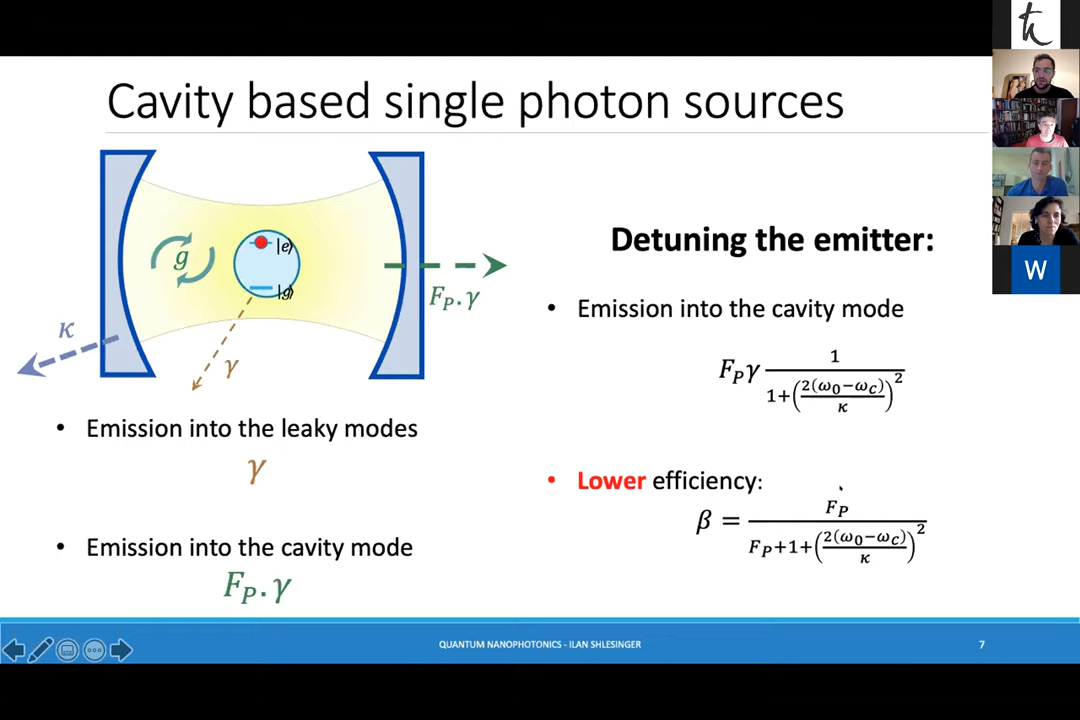 Cavity based single photon sources
g
|e⟩
|g⟩
κ
γ
F_P.γ
Detuning the emitter:
• Emission into the cavity mode
F_Pγ 1/(1+(2(ω₀−ω_C)/κ)²)
• Emission into the leaky modes
γ
• Lower efficiency:
β = F_P/(F_P+1+(2(ω₀−ω_C)/κ)²)
• Emission into the cavity mode
F_P.γ
QUANTUM NANOPHOTONICS - ILAN SHLESINGER
7
W